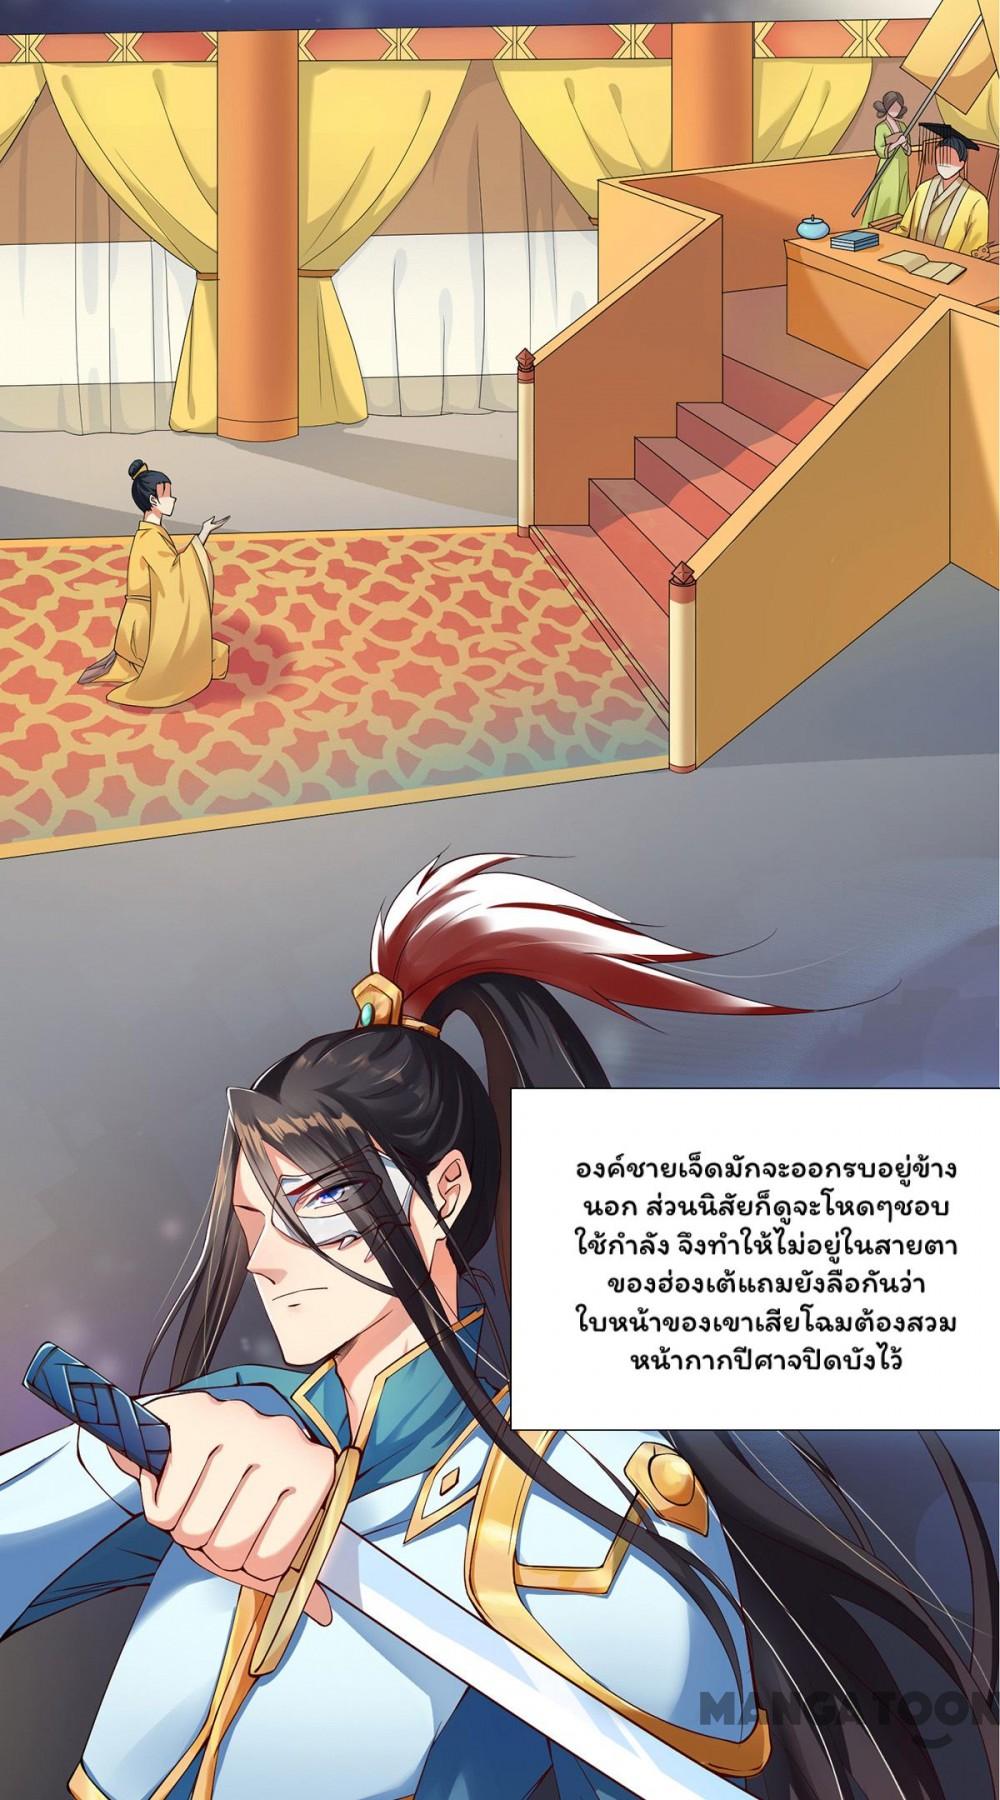 องค์ชายเจ็ดมักจะออกรบอยู่ข้าง
นอก ส่วนนิสัยก็ดูจะโหดๆชอบ
ใช้กำลัง จึงทำให้ไม่อยู่ในสายตา
ของฮ่องเต้แถมยังลือกันว่า
ใบหน้าของเขาเสียโฉมต้องสวม
หน้ากากปีศาจปิดบังไว้
MANGATOON